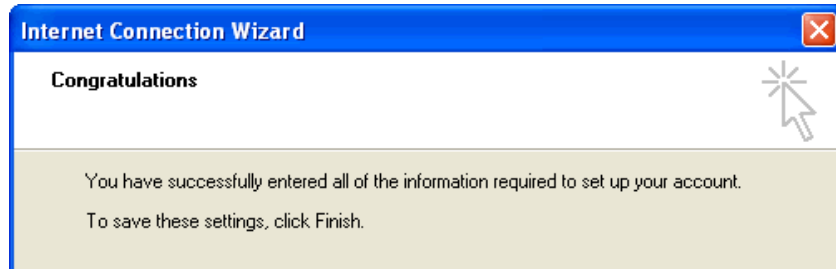 Internet Connection Wizard
Congratulations
You have successfully entered all of the information required to set up your account.
To save these settings, click Finish.